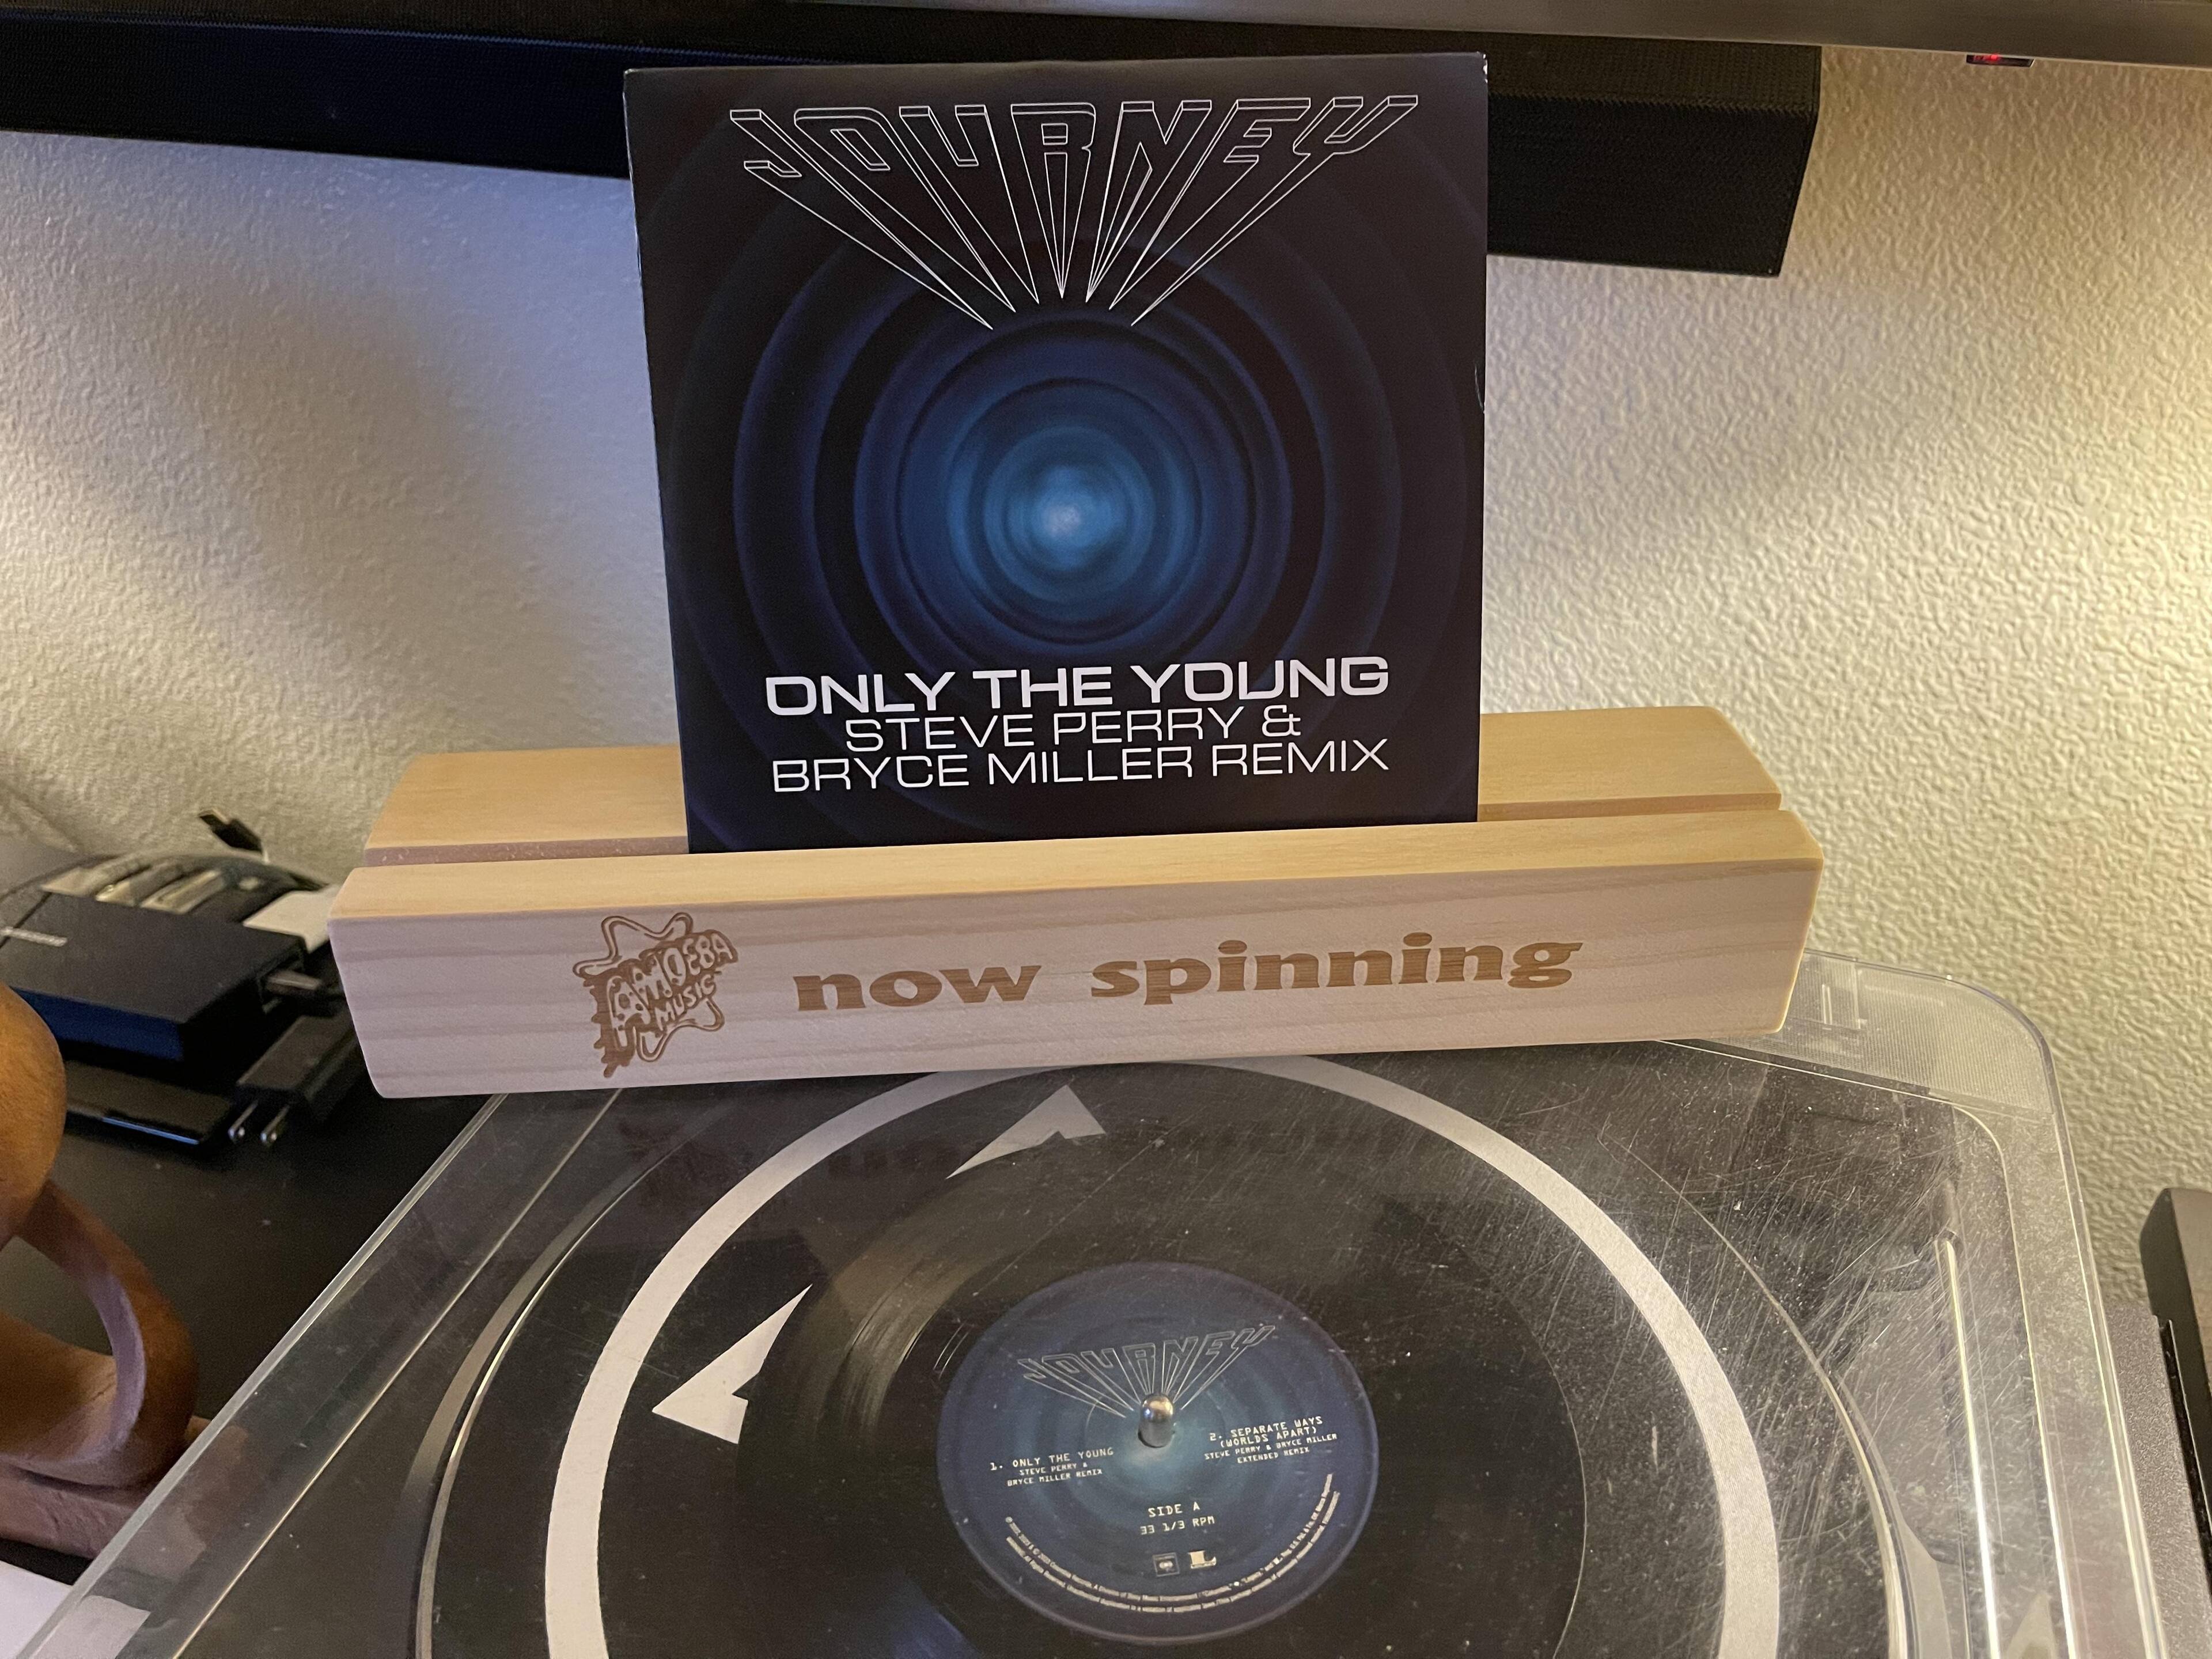 JOURNEY
ONLY THE YOUNG
STEVE PERRY &
BRYCE MILLER REMIX
AMOEBA
MUSIC
now spinning
JOURNEY
1. ONLY THE YOUNG
STEVE PERRY &
BRYCE MILLER REMIX
2. SEPARATE WAYS
(WORLDS APART)
STEVE PERRY & BRYCE MILLER
EXTENDED REMIX
SIDE A
33 1/3 RPM